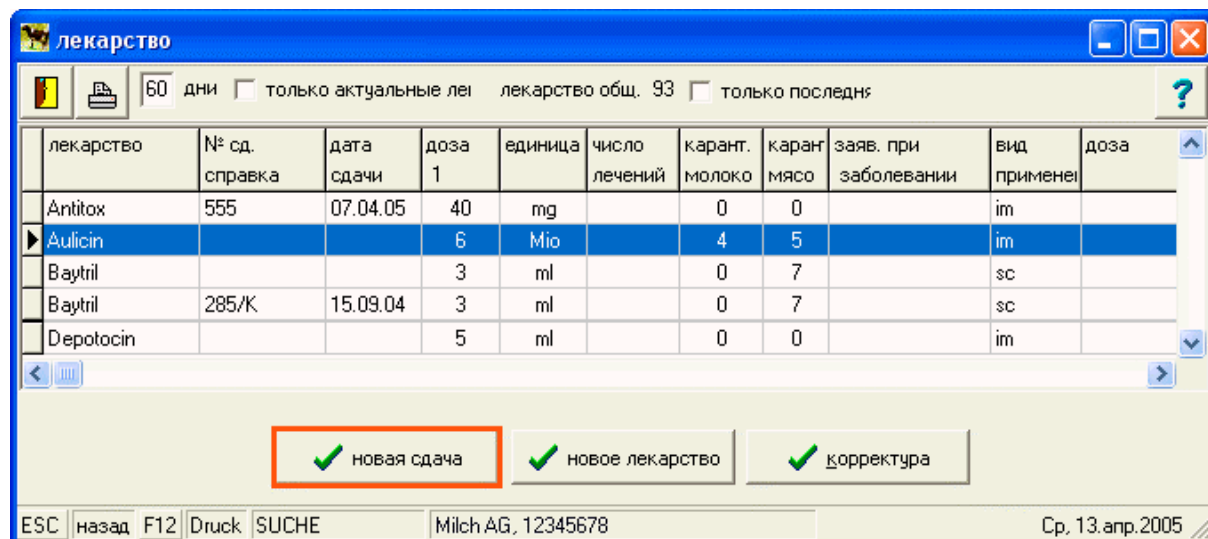 лекарство
60 дни только актуальные лег лекарство общ. 93 только последня ?
лекарство № сд. справка дата сдачи доза 1 единица число лечений карант. молоко карант мясо заяв. при заболевании вид применен доза
Antitox 555 07.04.05 40 mg 0 0 im
Aulicin 6 Mio 4 5 im
Baytril 3 ml 0 7 sc
Baytril 285/K 15.09.04 3 ml 0 7 sc
Depotocin 5 ml 0 0 im
новая сдача новое лекарство корректура
ESC назад F12 Druck SUCHE Milch AG, 12345678 Ср, 13.апр.2005